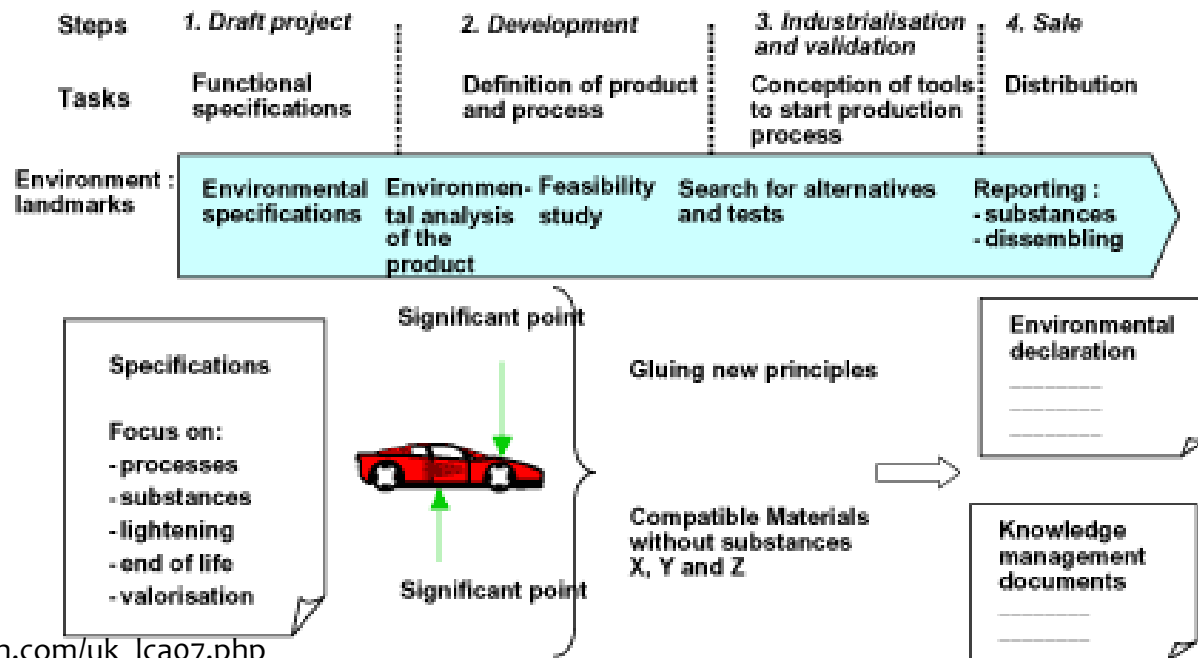 Steps
1. Draft project
2. Development
3. Industrialisation
and validation
4. Sale
Tasks
Functional
specifications
Definition of product
and process
Conception of tools
to start production
process
Distribution
Environment :
landmarks
Environmental
specifications
Environmen-
tal analysis
of the
product
Feasibility
study
Search for alternatives
and tests
Reporting :
- substances
- dissembling
Specifications
Focus on:
- processes
- substances
- lightening
- end of life
- valorisation
Significant point
Significant point
Gluing new principles
Compatible Materials
without substances
X, Y and Z
Environmental
declaration
Knowledge
management
documents
n.com/uk_lca07.php